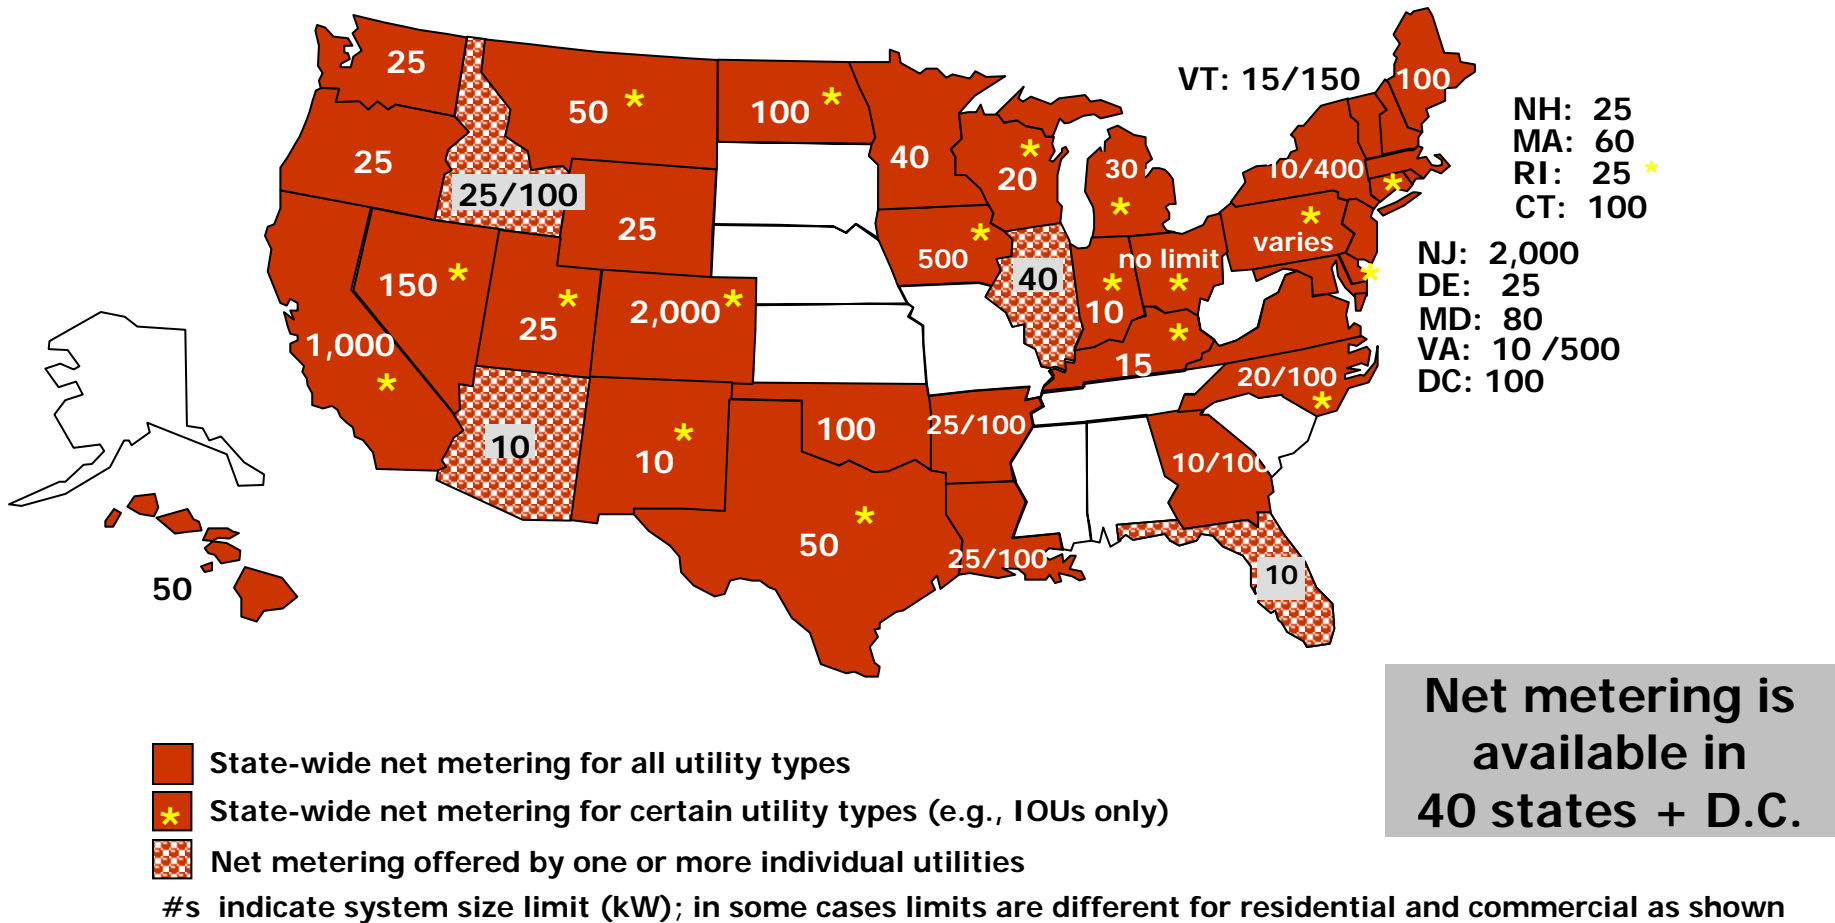 25
50 *
100 *
VT: 15/150
100
NH: 25
MA: 60
RI: 25 *
CT: 100
25
25/100
25
40
20 *
30 *
10/400
*
varies *
500 *
40
no limit *
10 *
NJ: 2,000
DE: 25
MD: 80
VA: 10 /500
DC: 100
*
150 *
25 *
2,000 *
1,000 *
15 *
20/100 *
10
10 *
100
25/100
10/100
50 *
25/100
10
50
Net metering is
available in
40 states + D.C.
State-wide net metering for all utility types
* State-wide net metering for certain utility types (e.g., IOUs only)
Net metering offered by one or more individual utilities
#s indicate system size limit (kW); in some cases limits are different for residential and commercial as shown